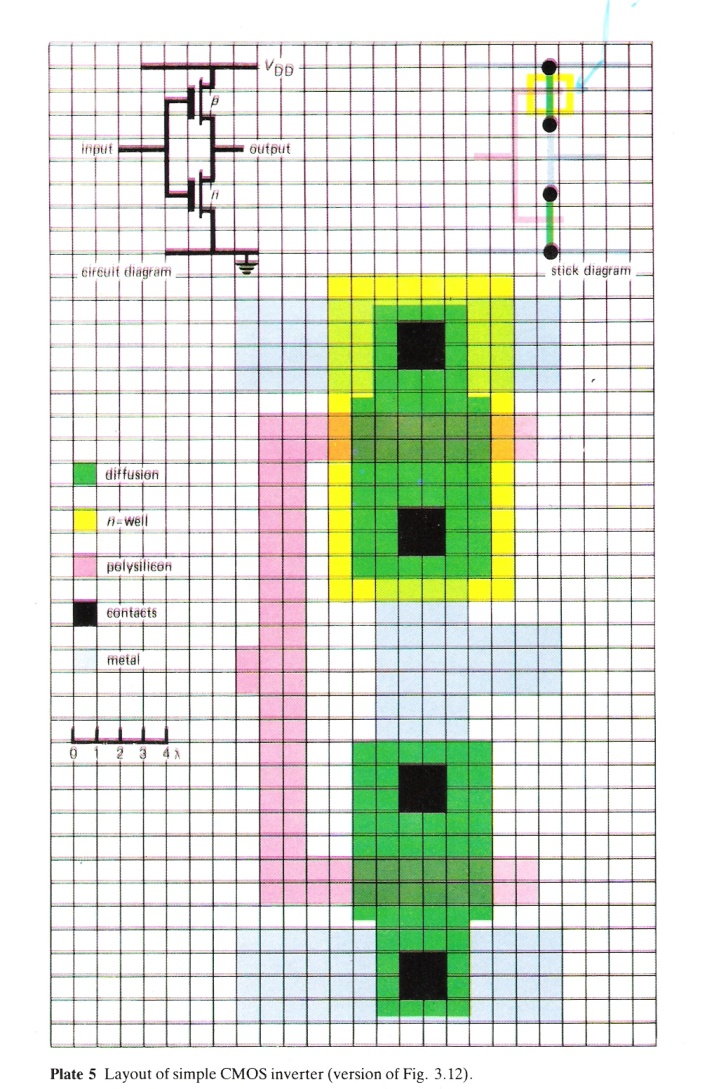 VDD
p
input
output
n
circuit diagram
stick diagram
diffusion
n-well
polysilicon
contacts
metal
0 1 2 3 4 λ
Plate 5 Layout of simple CMOS inverter (version of Fig. 3.12).